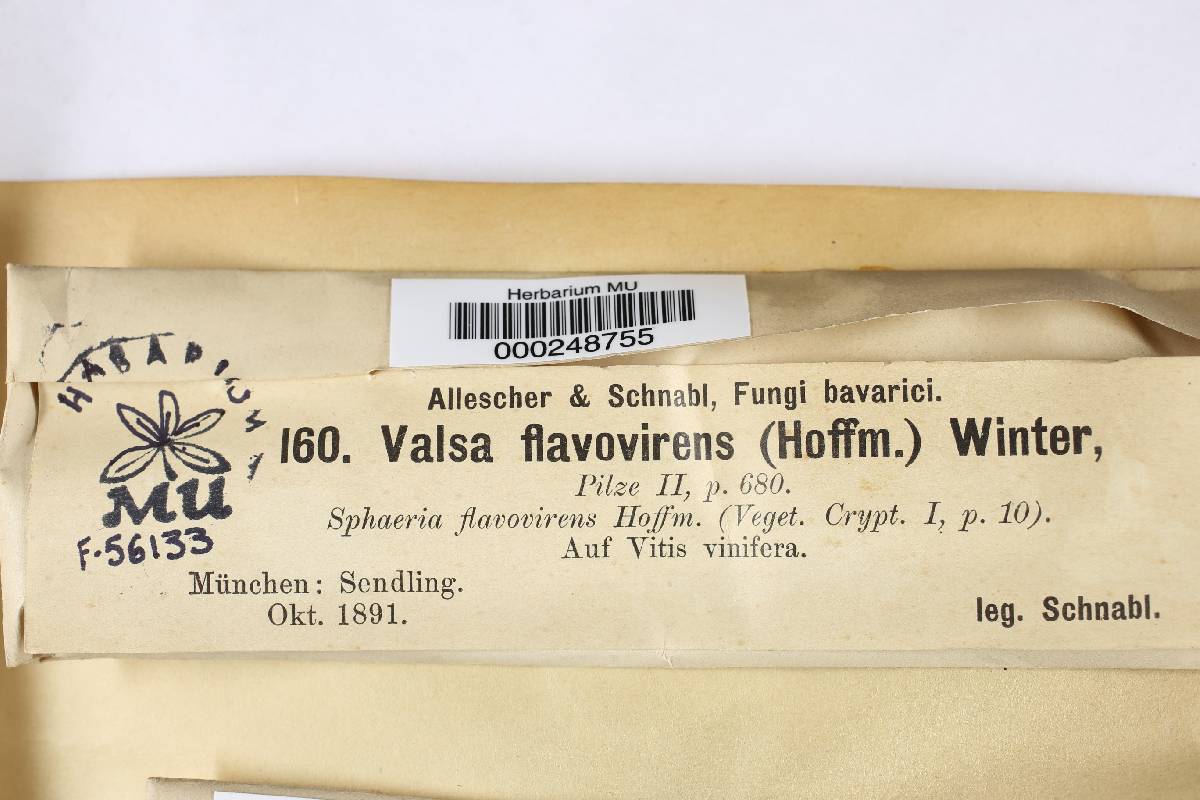 Herbarium MU
000248755
Allescher & Schnabl, Fungi bavarici.
160. Valsa flavovirens (Hoffm.) Winter,
Pilze II, p. 680.
Sphaeria flavovirens Hoffm. (Veget. Crypt. I, p. 10).
Auf Vitis vinifera.
München: Sendling.
Okt. 1891.
leg. Schnabl.
MU
F-56133